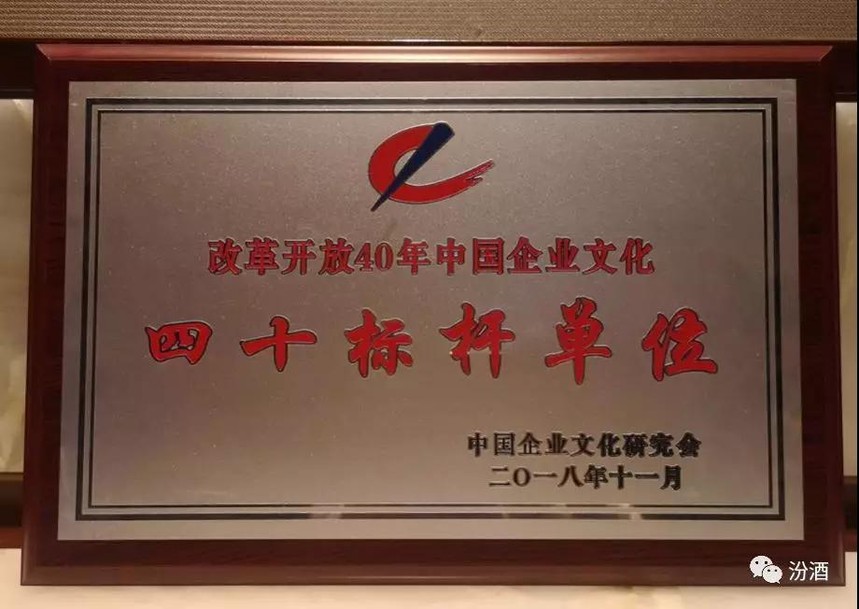 改革开放40年中国企业文化
四十标杆单位
中国企业文化研究会
二〇一八年十一月
汾酒